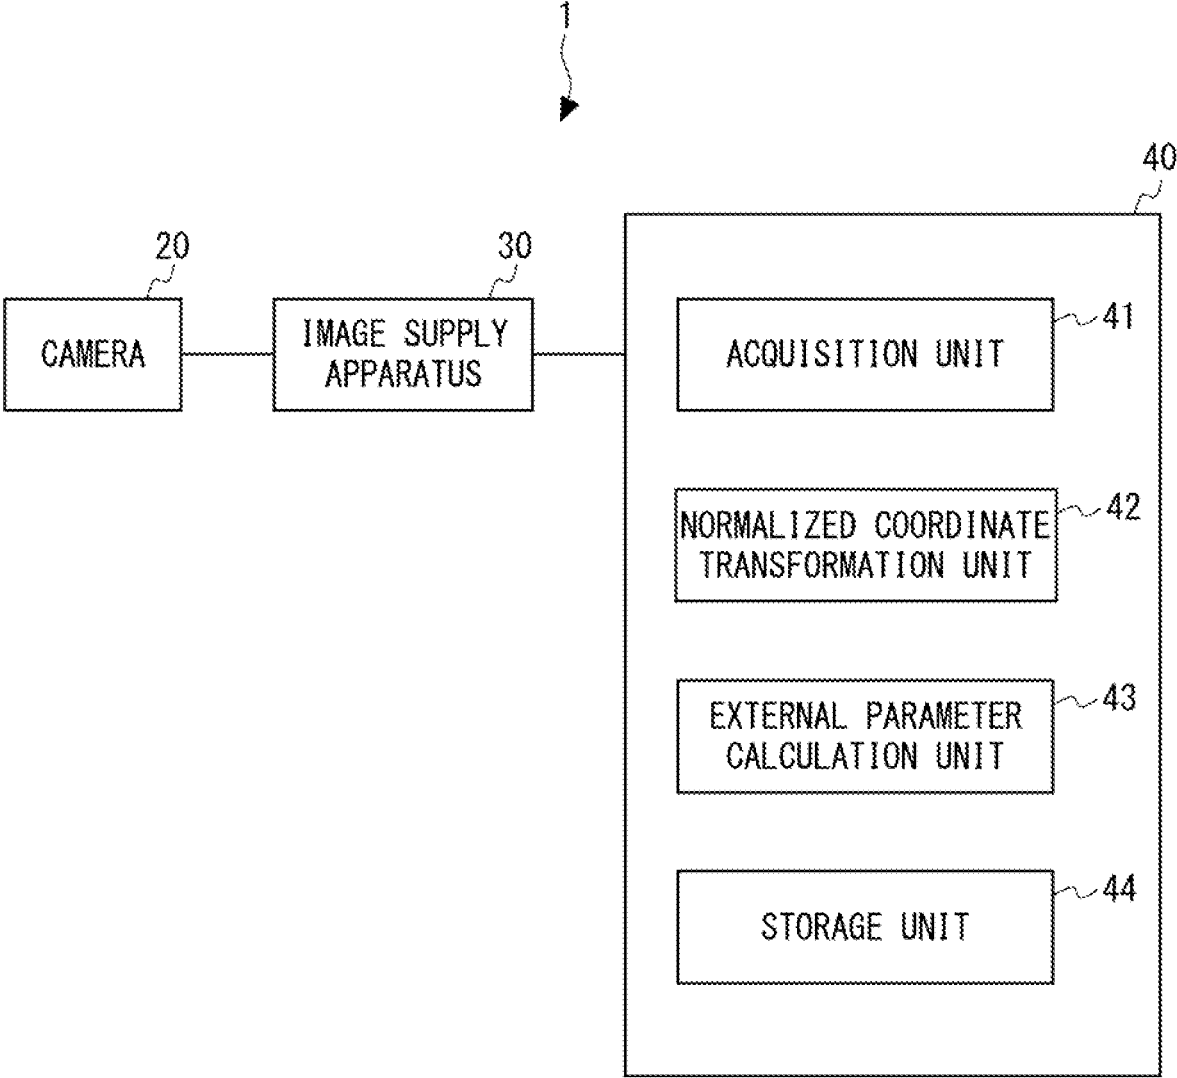 1
40
20
30
CAMERA
IMAGE SUPPLY
APPARATUS
41
ACQUISITION UNIT
42
NORMALIZED COORDINATE
TRANSFORMATION UNIT
43
EXTERNAL PARAMETER
CALCULATION UNIT
44
STORAGE UNIT